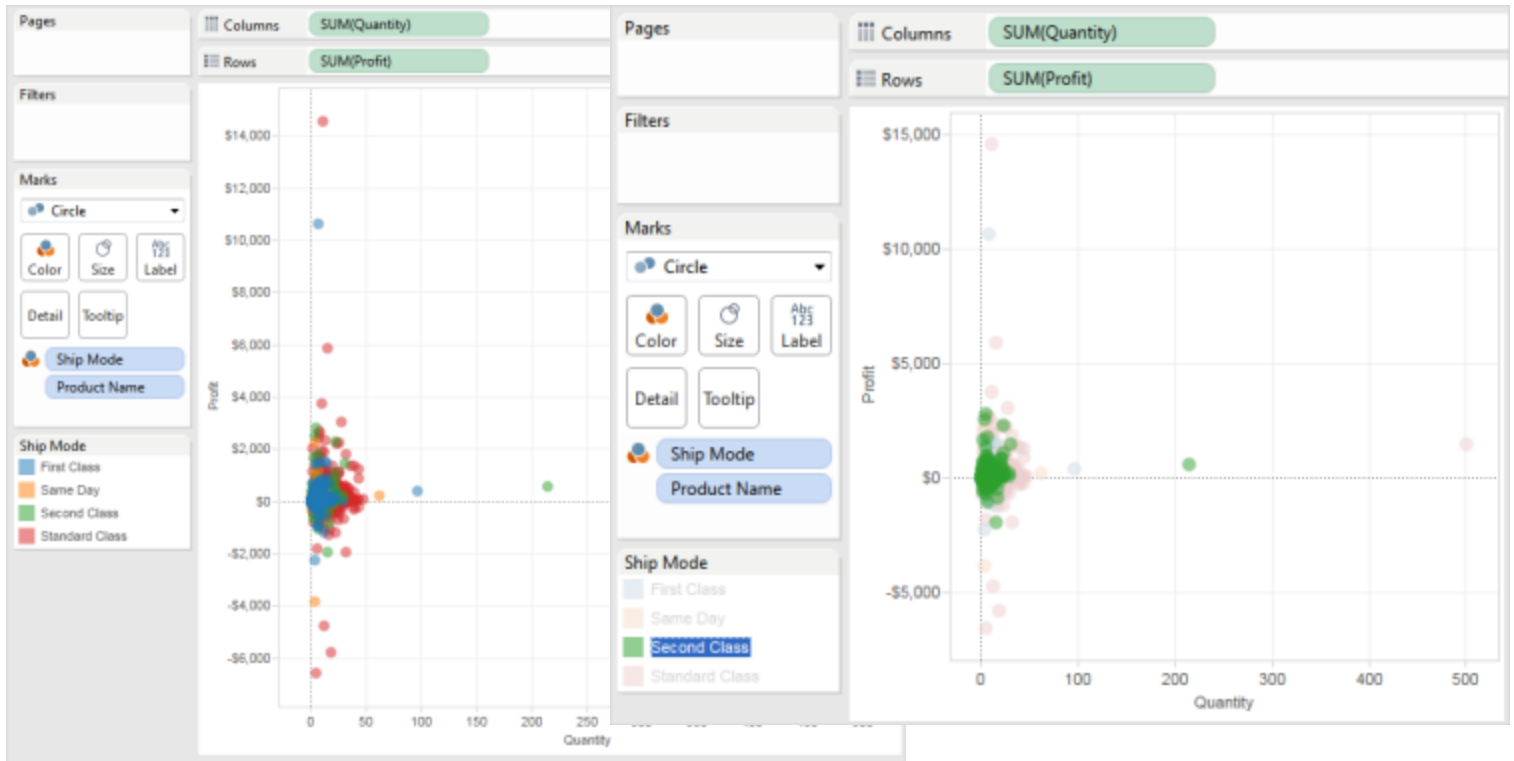 Pages
Columns SUM(Quantity)
Rows SUM(Profit)
Filters
Marks
Circle
Color Size Abc 123 Label
Detail Tooltip
Ship Mode
Product Name
Ship Mode
First Class
Same Day
Second Class
Standard Class
$14,000
$12,000
$10,000
$8,000
$6,000
$4,000
$2,000
$0
-$2,000
-$4,000
-$6,000
Profit
0 50 100 150 200 250
Quantity
Pages
Columns SUM(Quantity)
Rows SUM(Profit)
Filters
Marks
Circle
Color Size Abc 123 Label
Detail Tooltip
Ship Mode
Product Name
Ship Mode
First Class
Same Day
Second Class
Standard Class
$15,000
$10,000
$5,000
$0
-$5,000
Profit
0 100 200 300 400 500
Quantity